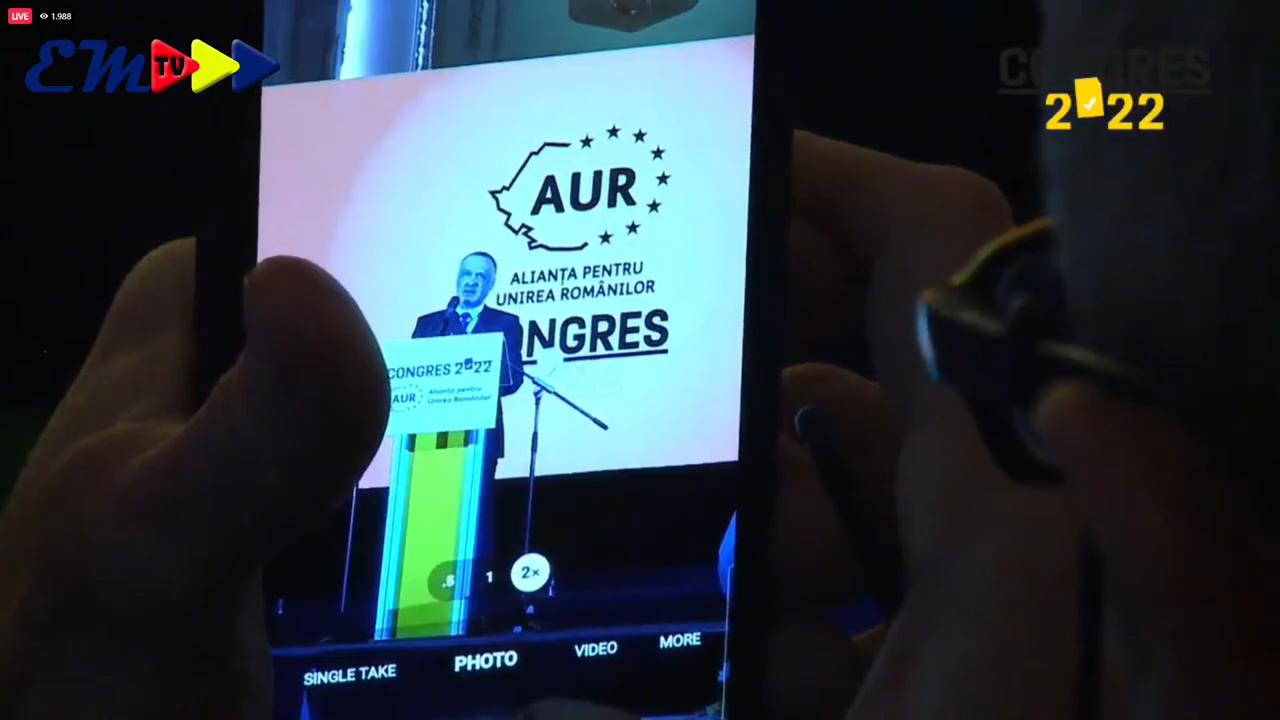 LIVE 1.988
EM TV
CONGRES
2022
AUR
ALIANȚA PENTRU
UNIREA ROMÂNILOR
ONGRES
CONGRES 2022
AUR Alianța pentru
Unirea Românilor
.5 1 2×
SINGLE TAKE PHOTO VIDEO MORE